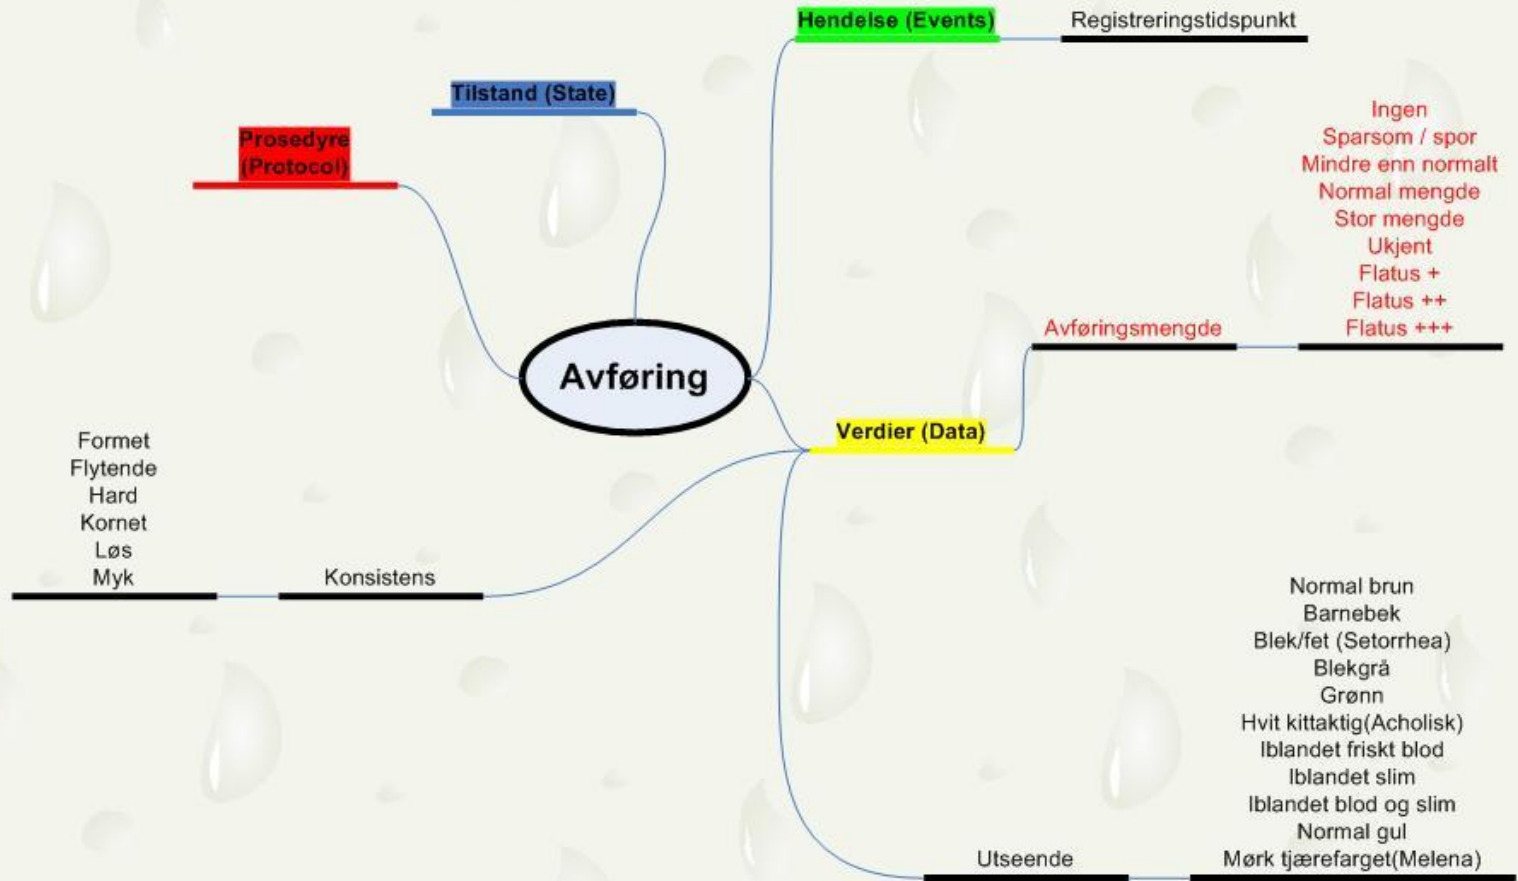 Hendelse (Events)
Registreringstidspunkt
Tilstand (State)
Prosedyre
(Protocol)
Ingen
Sparsom / spor
Mindre enn normalt
Normal mengde
Stor mengde
Ukjent
Flatus +
Flatus ++
Flatus +++
Avføringsmengde
Avføring
Verdier (Data)
Formet
Flytende
Hard
Kornet
Løs
Myk
Konsistens
Normal brun
Barnebek
Blek/fet (Setorrhea)
Blekgrå
Grønn
Hvit kittaktig(Acholisk)
Iblandet friskt blod
Iblandet slim
Iblandet blod og slim
Normal gul
Mørk tjærefarget(Melena)
Utseende